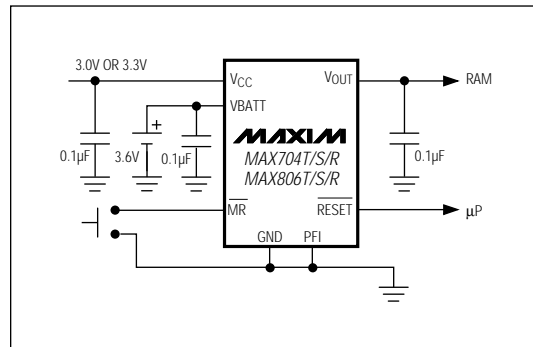 3.0V OR 3.3V
VCC
VOUT
RAM
VBATT
+
MAXIM
MAX704T/S/R
MAX806T/S/R
0.1µF
3.6V
0.1µF
0.1µF
MR
RESET
µP
GND
PFI